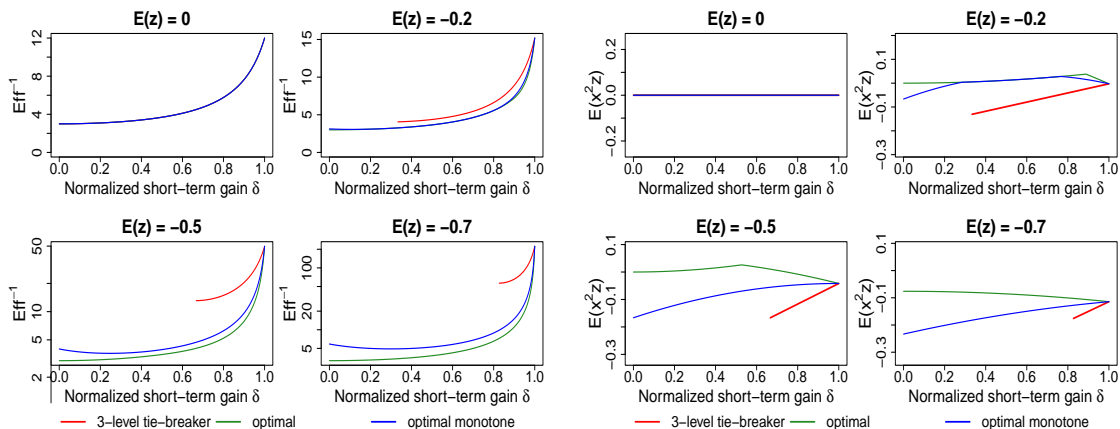 E(z) = 0
Eff⁻¹
0 4 8 12
0.0 0.2 0.4 0.6 0.8 1.0
Normalized short−term gain δ
E(z) = −0.2
Eff⁻¹
0 5 10 15
0.0 0.2 0.4 0.6 0.8 1.0
Normalized short−term gain δ
E(z) = 0
E(x²z)
−0.2 0.0 0.2
0.0 0.2 0.4 0.6 0.8 1.0
Normalized short−term gain δ
E(z) = −0.2
E(x²z)
−0.3 −0.1 0.1
0.0 0.2 0.4 0.6 0.8 1.0
Normalized short−term gain δ
E(z) = −0.5
Eff⁻¹
2 5 10 50
0.0 0.2 0.4 0.6 0.8 1.0
Normalized short−term gain δ
E(z) = −0.7
Eff⁻¹
5 20 100
0.0 0.2 0.4 0.6 0.8 1.0
Normalized short−term gain δ
E(z) = −0.5
E(x²z)
−0.3 −0.1 0.1
0.0 0.2 0.4 0.6 0.8 1.0
Normalized short−term gain δ
E(z) = −0.7
E(x²z)
−0.3 −0.1 0.1
0.0 0.2 0.4 0.6 0.8 1.0
Normalized short−term gain δ
3−level tie−breaker optimal optimal monotone
3−level tie−breaker optimal optimal monotone